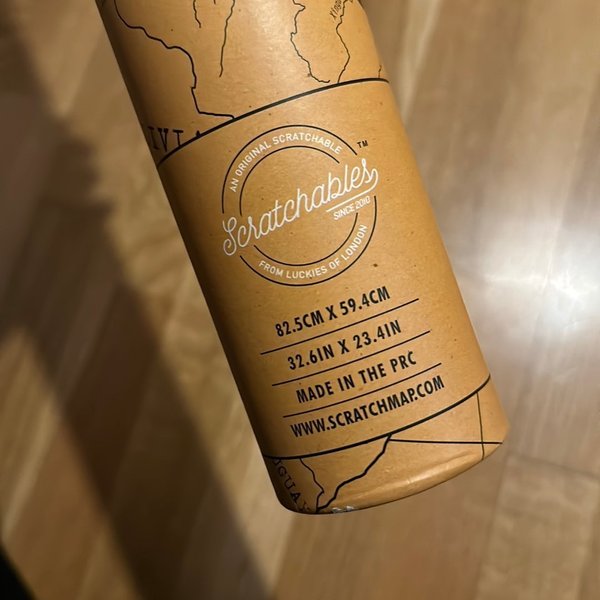 AN ORIGINAL SCRATCHABLE
™
Scratchables
SINCE 2010
FROM LUCKIES OF LONDON
82.5CM X 59.4CM
32.6IN X 23.4IN
MADE IN THE PRC
WWW.SCRATCHMAP.COM